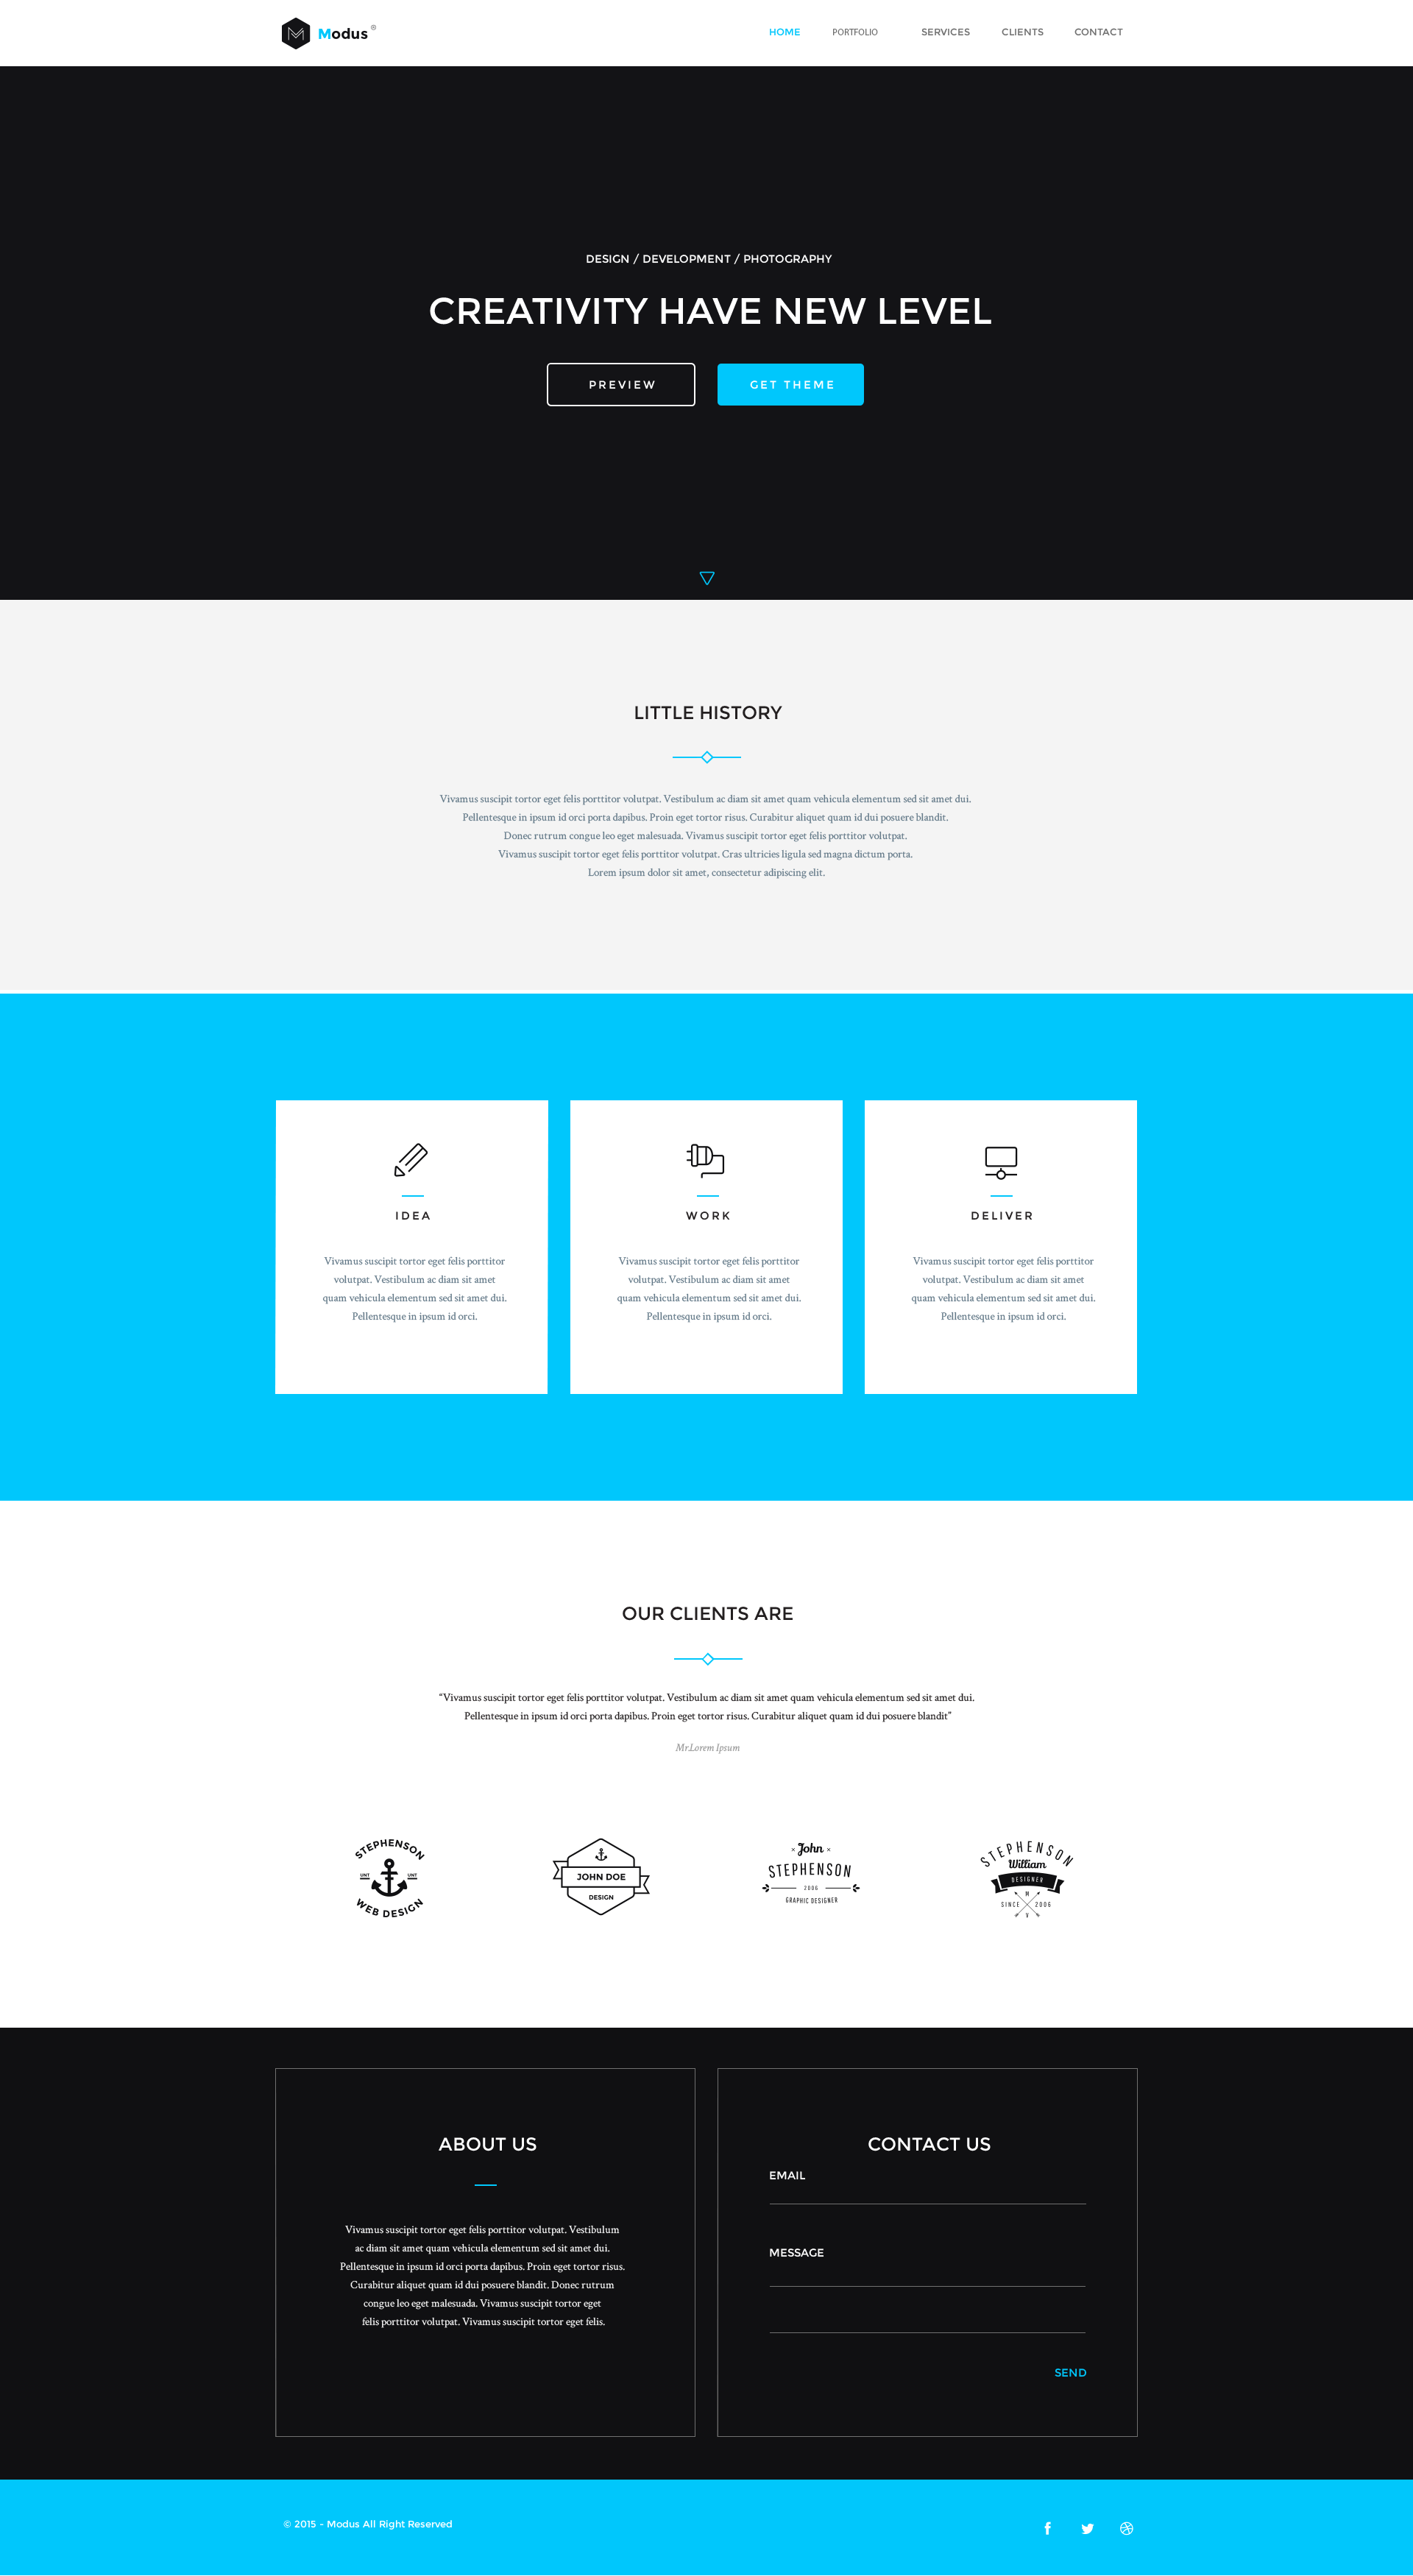 Modus ®
HOME PORTFOLIO SERVICES CLIENTS CONTACT
DESIGN / DEVELOPMENT / PHOTOGRAPHY
CREATIVITY HAVE NEW LEVEL
PREVIEW GET THEME
LITTLE HISTORY
Vivamus suscipit tortor eget felis porttitor volutpat. Vestibulum ac diam sit amet quam vehicula elementum sed sit amet dui.
Pellentesque in ipsum id orci porta dapibus. Proin eget tortor risus. Curabitur aliquet quam id dui posuere blandit.
Donec rutrum congue leo eget malesuada. Vivamus suscipit tortor eget felis porttitor volutpat.
Vivamus suscipit tortor eget felis porttitor volutpat. Cras ultricies ligula sed magna dictum porta.
Lorem ipsum dolor sit amet, consectetur adipiscing elit.
IDEA
Vivamus suscipit tortor eget felis porttitor
volutpat. Vestibulum ac diam sit amet
quam vehicula elementum sed sit amet dui.
Pellentesque in ipsum id orci.
WORK
Vivamus suscipit tortor eget felis porttitor
volutpat. Vestibulum ac diam sit amet
quam vehicula elementum sed sit amet dui.
Pellentesque in ipsum id orci.
DELIVER
Vivamus suscipit tortor eget felis porttitor
volutpat. Vestibulum ac diam sit amet
quam vehicula elementum sed sit amet dui.
Pellentesque in ipsum id orci.
OUR CLIENTS ARE
“Vivamus suscipit tortor eget felis porttitor volutpat. Vestibulum ac diam sit amet quam vehicula elementum sed sit amet dui.
Pellentesque in ipsum id orci porta dapibus. Proin eget tortor risus. Curabitur aliquet quam id dui posuere blandit”
Mr.Lorem Ipsum
STEPHENSON
UNT UNT
WEB DESIGN
JOHN DOE
DESIGN
John
STEPHENSON
2006
GRAPHIC DESIGNER
STEPHENSON
William
DESIGNER
M
SINCE 2006
V
ABOUT US
Vivamus suscipit tortor eget felis porttitor volutpat. Vestibulum
ac diam sit amet quam vehicula elementum sed sit amet dui.
Pellentesque in ipsum id orci porta dapibus. Proin eget tortor risus.
Curabitur aliquet quam id dui posuere blandit. Donec rutrum
congue leo eget malesuada. Vivamus suscipit tortor eget
felis porttitor volutpat. Vivamus suscipit tortor eget felis.
CONTACT US
EMAIL
MESSAGE
SEND
© 2015 - Modus All Right Reserved